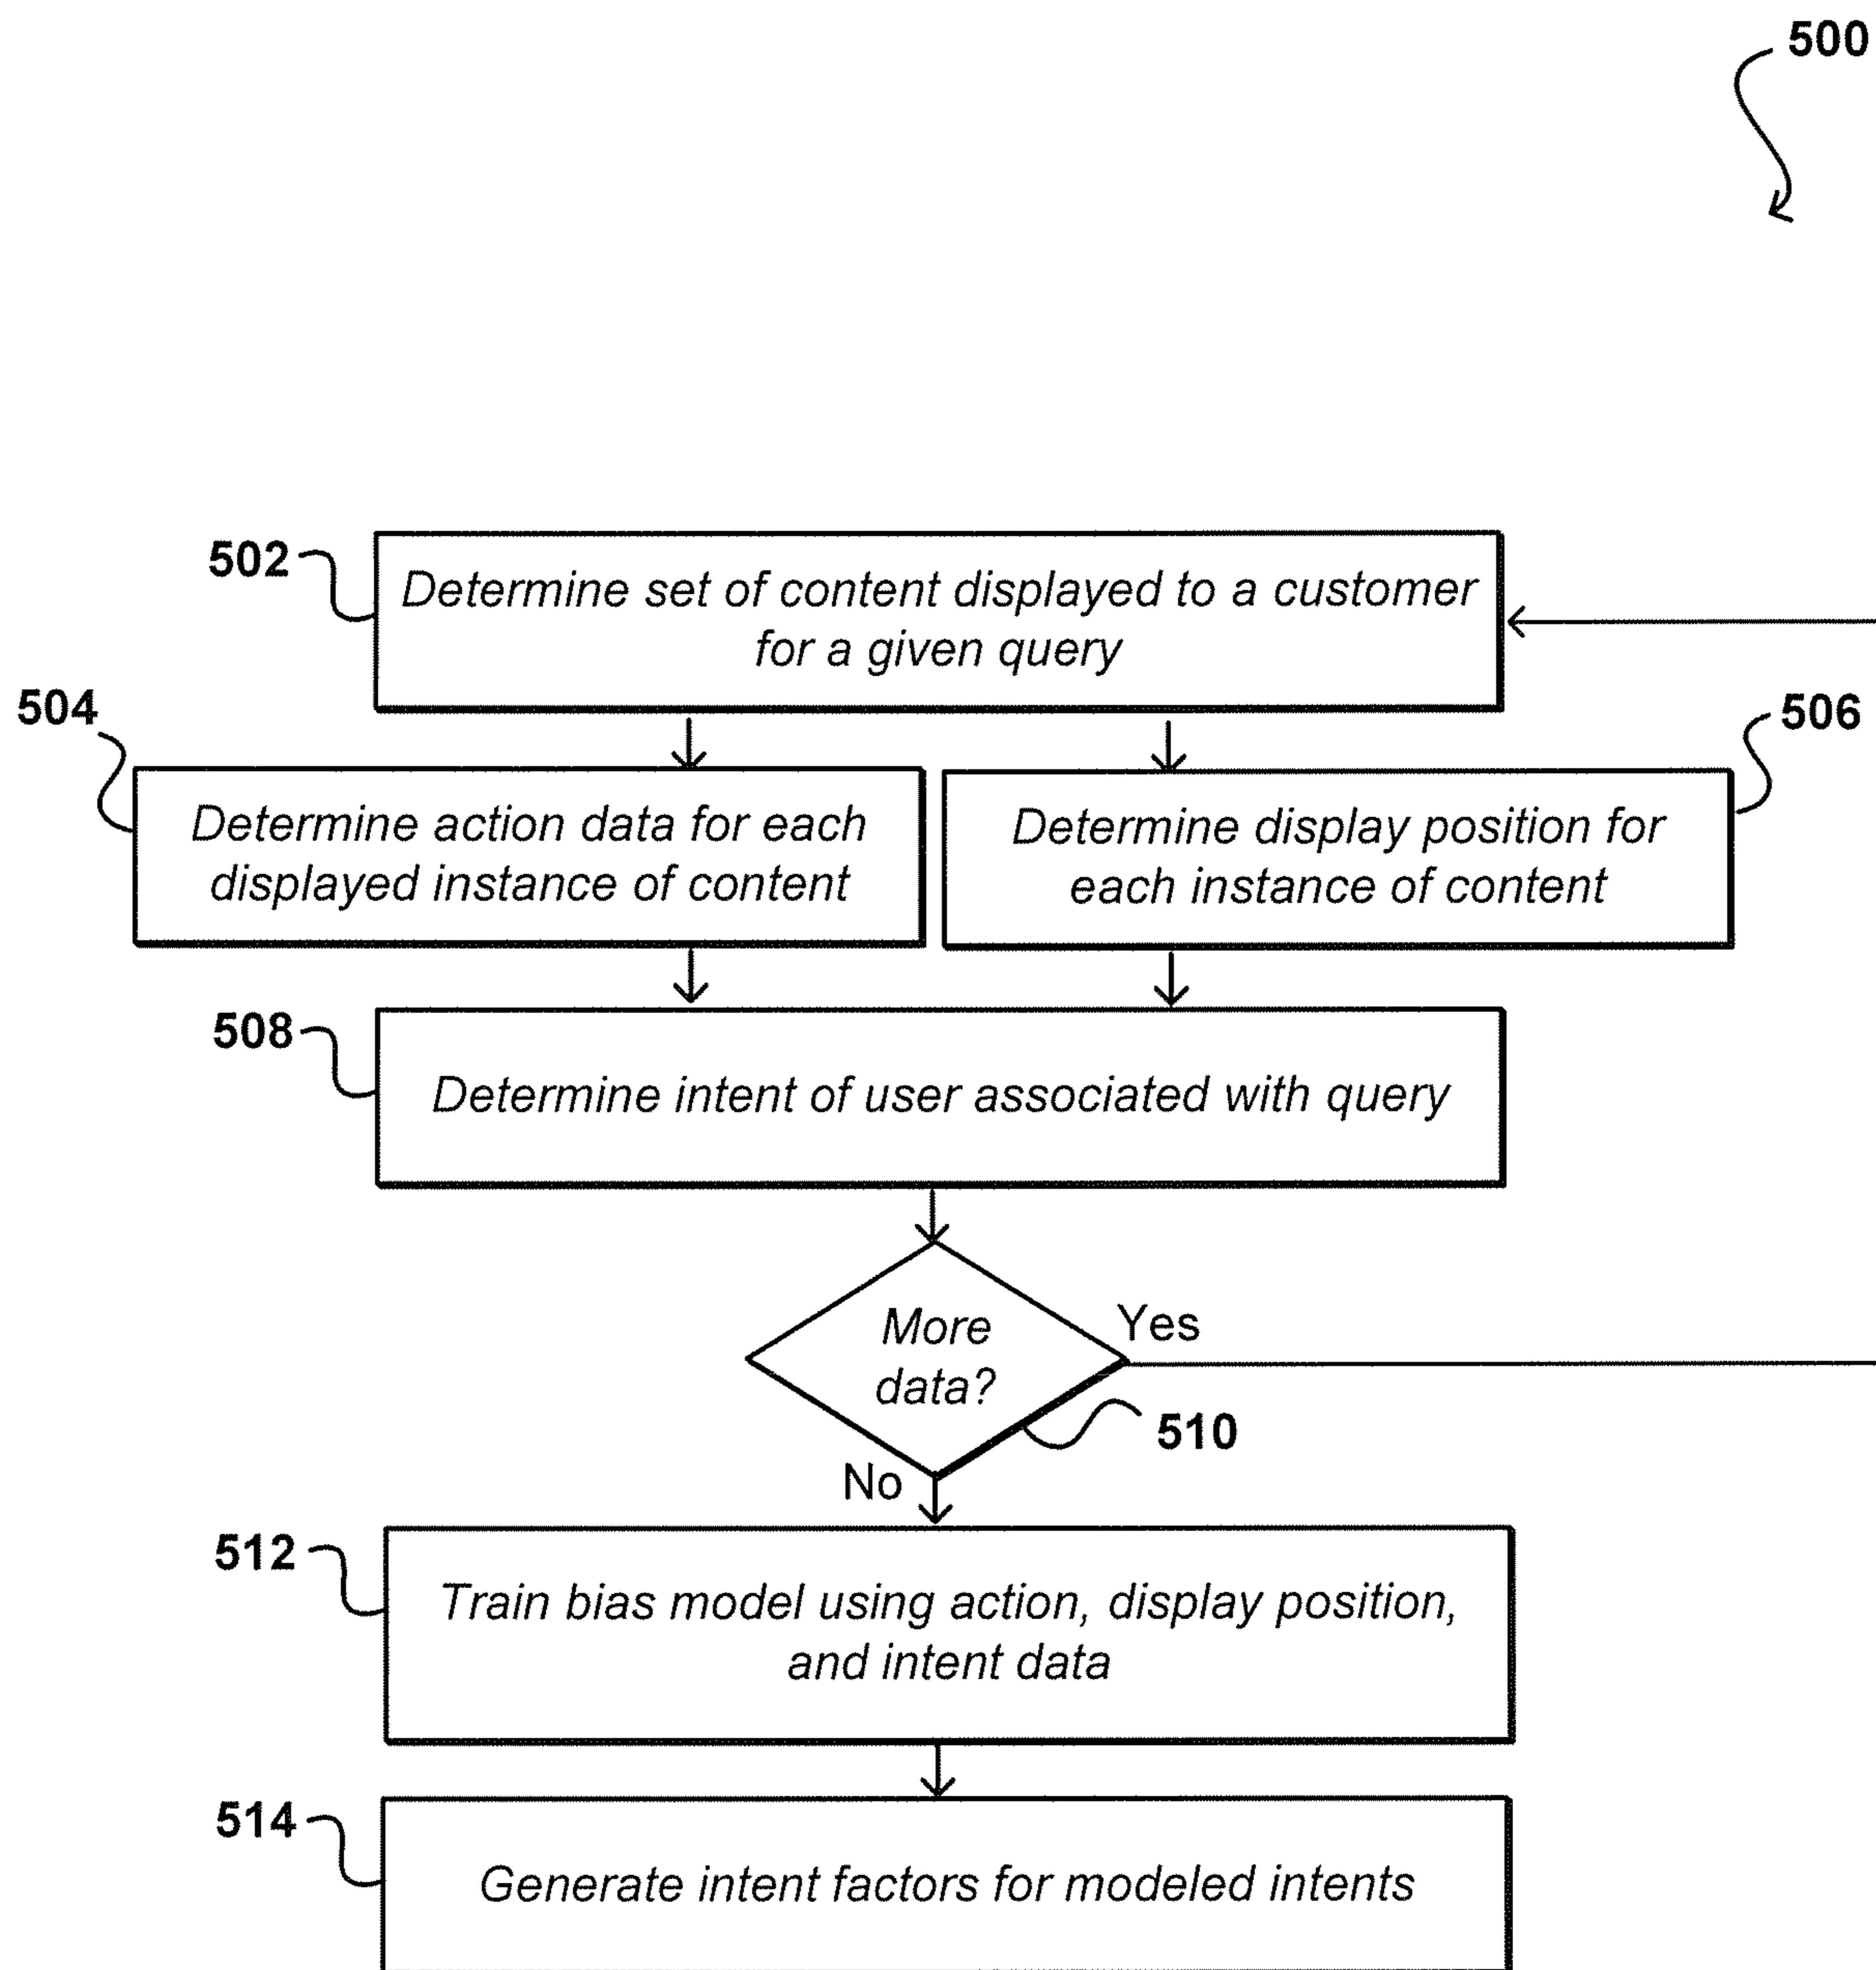 500
502
Determine set of content displayed to a customer
for a given query
504
506
Determine action data for each
displayed instance of content
Determine display position for
each instance of content
508
Determine intent of user associated with query
More
data?
Yes
510
No
512
Train bias model using action, display position,
and intent data
514
Generate intent factors for modeled intents